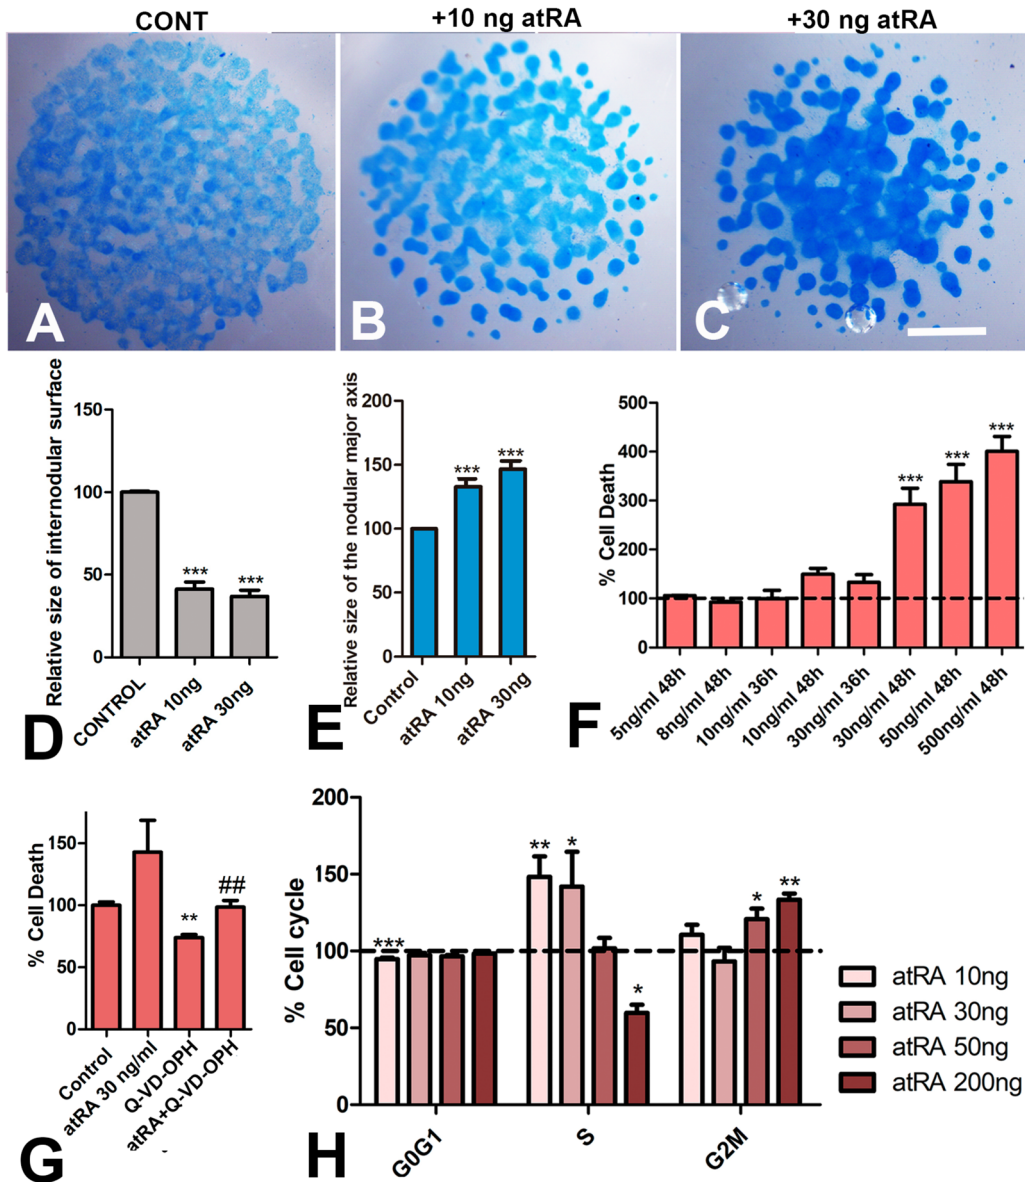 CONT +10 ng atRA +30 ng atRA
A B C
Relative size of internodular surface
150
100
50
0
CONTROL
atRA 10ng
atRA 30ng
D
Relative size of the nodular major axis
200
150
100
50
0
Control
atRA 10ng
atRA 30ng
E
% Cell Death
500
400
300
200
100
0
*** *** ***
*** ***
*** *** ***
5ng/ml 48h
8ng/ml 48h
10ng/ml 36h
10ng/ml 48h
30ng/ml 36h
30ng/ml 48h
50ng/ml 48h
500ng/ml 48h
F
% Cell Death
150
100
50
0
** ##
Control
atRA 30 ng/ml
Q-VD-OPH
atRA+Q-VD-OPH
G
% Cell cycle
200
150
100
50
0
*** ** * * * **
G0G1
S
G2M
H
atRA 10ng
atRA 30ng
atRA 50ng
atRA 200ng